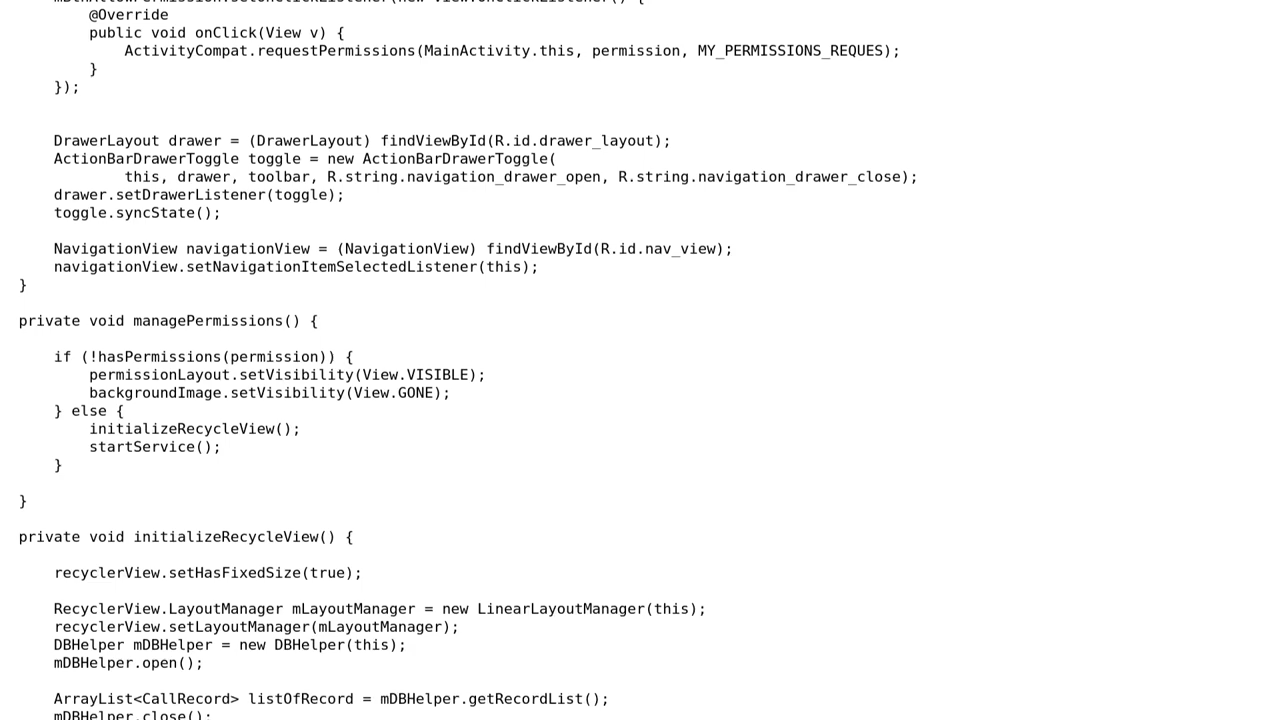 @Override
public void onClick(View v) {
ActivityCompat.requestPermissions(MainActivity.this, permission, MY_PERMISSIONS_REQUES);
}
});
DrawerLayout drawer = (DrawerLayout) findViewById(R.id.drawer_layout);
ActionBarDrawerToggle toggle = new ActionBarDrawerToggle(
this, drawer, toolbar, R.string.navigation_drawer_open, R.string.navigation_drawer_close);
drawer.setDrawerListener(toggle);
toggle.syncState();
NavigationView navigationView = (NavigationView) findViewById(R.id.nav_view);
navigationView.setNavigationItemSelectedListener(this);
}
private void managePermissions() {
if (!hasPermissions(permission)) {
permissionLayout.setVisibility(View.VISIBLE);
backgroundImage.setVisibility(View.GONE);
} else {
initializeRecycleView();
startService();
}
}
private void initializeRecycleView() {
recyclerView.setHasFixedSize(true);
RecyclerView.LayoutManager mLayoutManager = new LinearLayoutManager(this);
recyclerView.setLayoutManager(mLayoutManager);
DBHelper mDBHelper = new DBHelper(this);
mDBHelper.open();
ArrayList<CallRecord> listOfRecord = mDBHelper.getRecordList();
mDBHelper.close();